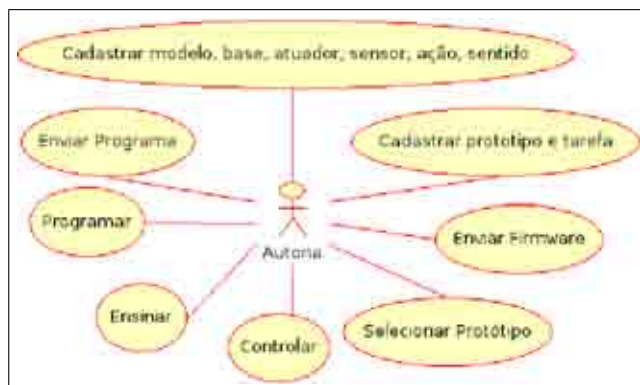 Cadastrar modelo, base, atuador, sensor, ação, sentido
Enviar Programa
Cadastrar prototipo e tarefa
Programar
Enviar Firmware
Autoria
Ensinar
Controlar
Selecionar Protótipo